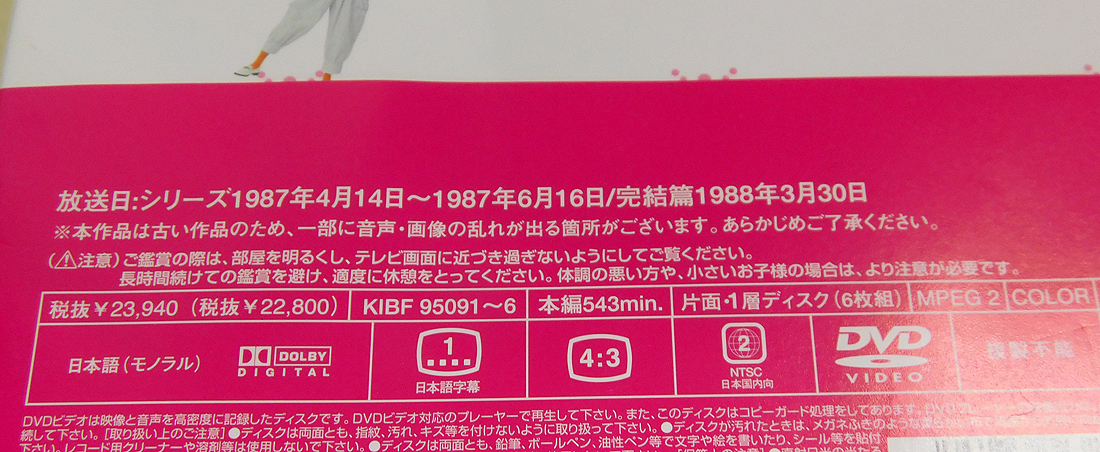 放送日:シリーズ1987年4月14日～1987年6月16日/完結篇1988年3月30日
※本作品は古い作品のため、一部に音声・画像の乱れが出る箇所がございます。あらかじめご了承ください。
(⚠注意) ご鑑賞の際は、部屋を明るくし、テレビ画面に近づき過ぎないようにしてご覧ください。
長時間続けての鑑賞を避け、適度に休憩をとってください。体調の悪い方や、小さいお子様の場合は、より注意が必要です。
税抜￥23,940 (税抜￥22,800) KIBF 95091～6 本編543min. 片面・1層ディスク(6枚組) MPEG 2 COLOR
日本語(モノラル) DOLBY DIGITAL 1 日本語字幕 4:3 2 NTSC 日本国内向 DVD VIDEO 複製不能
DVDビデオは映像と音声を高密度に記録したディスクです。DVDビデオ対応のプレーヤーで再生して下さい。また、このディスクはコピーガード処理をしてあります。
続して下さい。[取り扱い上のご注意]●ディスクは両面とも、指紋、汚れ、キズ等を付けないように取り扱って下さい。●ディスクが汚れたときは、メガネふきのような
下さい。レコード用クリーナーや溶剤等は使用しないで下さい。●ディスクは両面とも、鉛筆、ボールペン、油性ペン等で文字や絵を書いたり、シール等を貼付